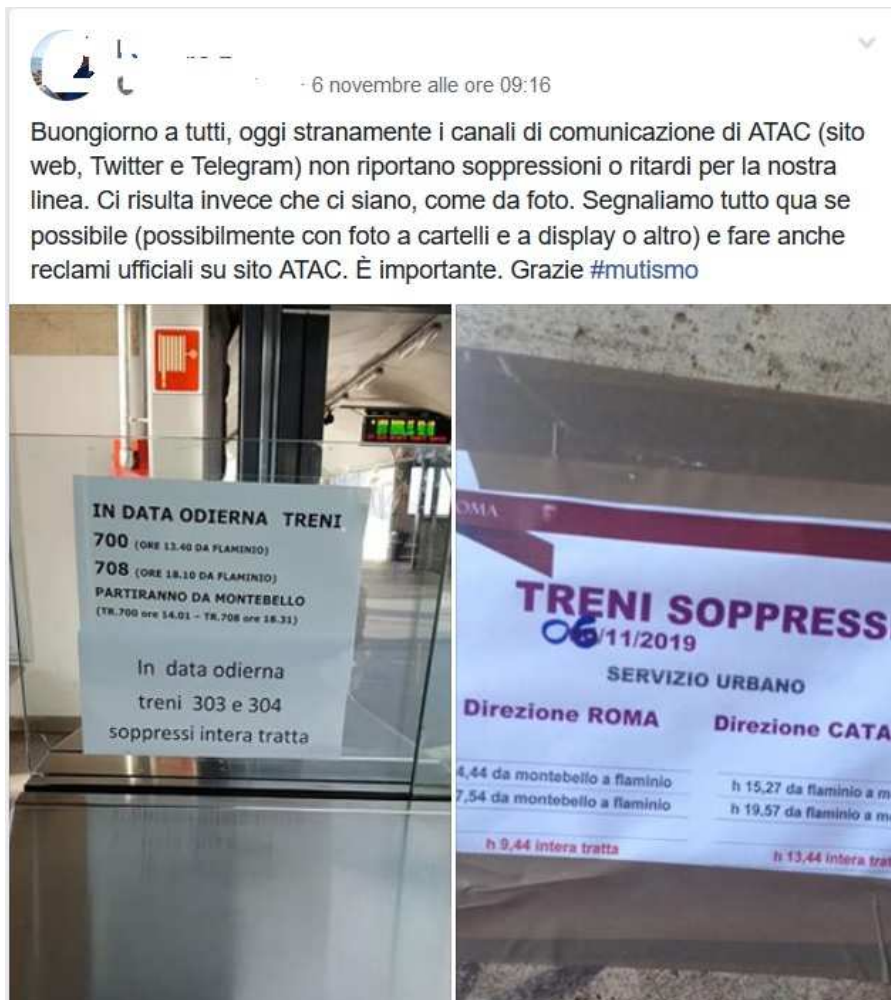 · 6 novembre alle ore 09:16
Buongiorno a tutti, oggi stranamente i canali di comunicazione di ATAC (sito
web, Twitter e Telegram) non riportano soppressioni o ritardi per la nostra
linea. Ci risulta invece che ci siano, come da foto. Segnaliamo tutto qua se
possibile (possibilmente con foto a cartelli e a display o altro) e fare anche
reclami ufficiali su sito ATAC. È importante. Grazie #mutismo
IN DATA ODIERNA TRENI
700 (ORE 13.40 DA FLAMINIO)
708 (ORE 18.10 DA FLAMINIO)
PARTIRANNO DA MONTEBELLO
(TR.700 ore 14.01 – TR.708 ore 18.31)
In data odierna
treni 303 e 304
soppressi intera tratta
OMA
TRENI SOPPRESS
06/11/2019
SERVIZIO URBANO
Direzione ROMA
4,44 da montebello a flaminio
7,54 da montebello a flaminio
h 9,44 intera tratta
Direzione CATA
h 15,27 da flaminio a m
h 19,57 da flaminio a mo
h 13,44 intera trat